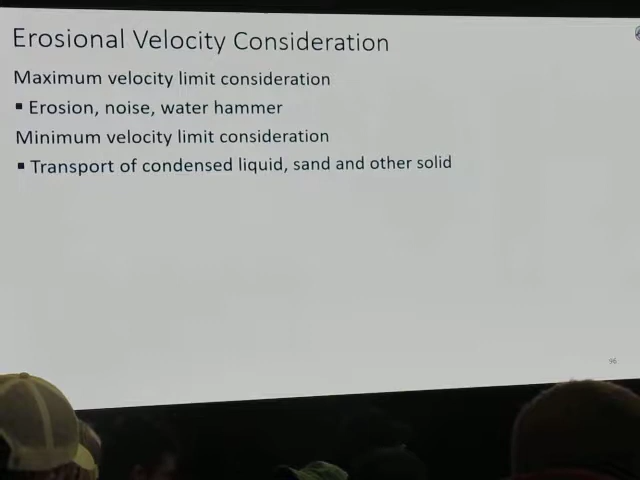 Erosional Velocity Consideration
Maximum velocity limit consideration
▪ Erosion, noise, water hammer
Minimum velocity limit consideration
▪ Transport of condensed liquid, sand and other solid
96